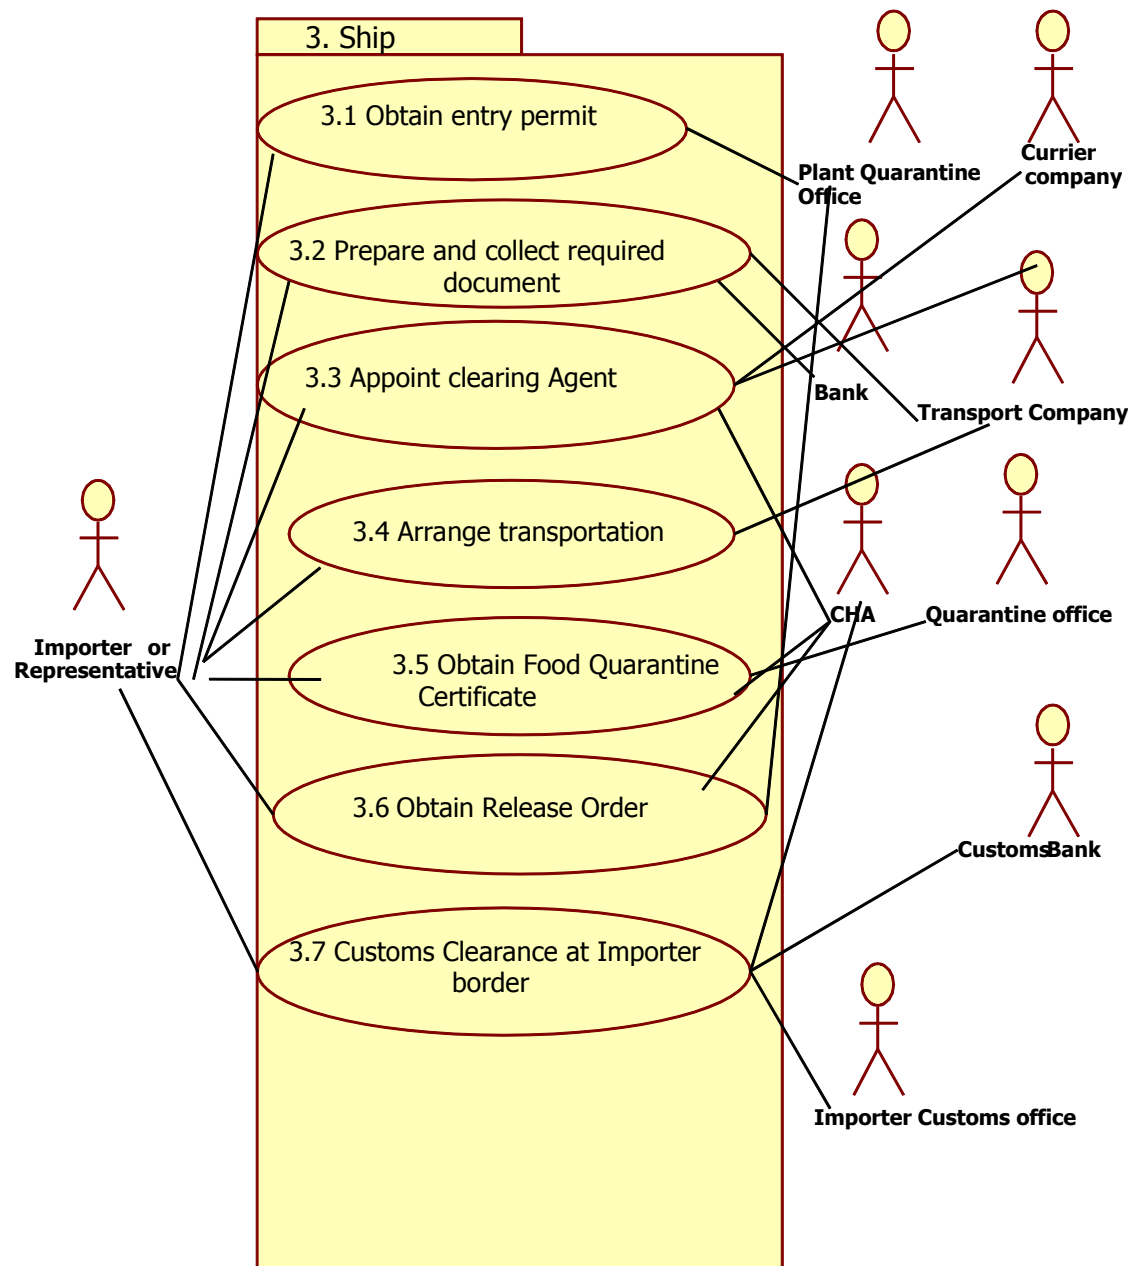 3. Ship
3.1 Obtain entry permit
Currier
company
Plant Quarantine
Office
3.2 Prepare and collect required
document
3.3 Appoint clearing Agent
Bank
Transport Company
3.4 Arrange transportation
CHA
Quarantine office
Importer or
Representative
3.5 Obtain Food Quarantine
Certificate
3.6 Obtain Release Order
CustomsBank
3.7 Customs Clearance at Importer
border
Importer Customs office